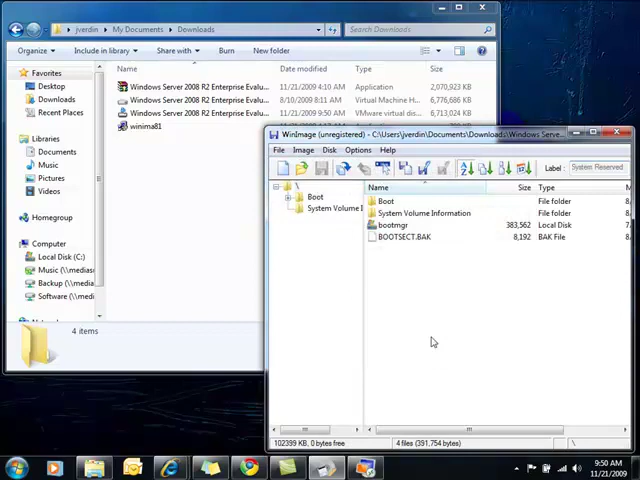 jverdin ▸ My Documents ▸ Downloads
Search Downloads
Organize
Include in library
Share with
Burn
New folder
Favorites
Desktop
Downloads
Recent Places
Libraries
Documents
Music
Pictures
Videos
Homegroup
Computer
Local Disk (C:)
Music (\\medias
Backup (\\media
Software (\\med
Name
Date modified
Type
Size
Windows Server 2008 R2 Enterprise Evalu...
11/21/2009 4:10 AM
Application
2,070,923 KB
Windows Server 2008 R2 Enterprise Evalu...
8/10/2009 8:11 AM
Virtual Machine H...
6,776,686 KB
Windows Server 2008 R2 Enterprise Evalu...
11/21/2009 9:50 AM
VMware virtual dis...
6,713,024 KB
winima81
4 items
WinImage (unregistered) - C:\Users\jverdin\Documents\Downloads\Windows Serve...
File Image Disk Options Help
Label : System Reserved
\
Boot
System Volume I
Name Size Type
Boot File folder 8/
System Volume Information File folder 8/
bootmgr 383,562 Local Disk 7/
BOOTSECT.BAK 8,192 BAK File 8/
102399 KB, 0 bytes free
4 files (391,754 bytes)
\
9:50 AM
11/21/2009